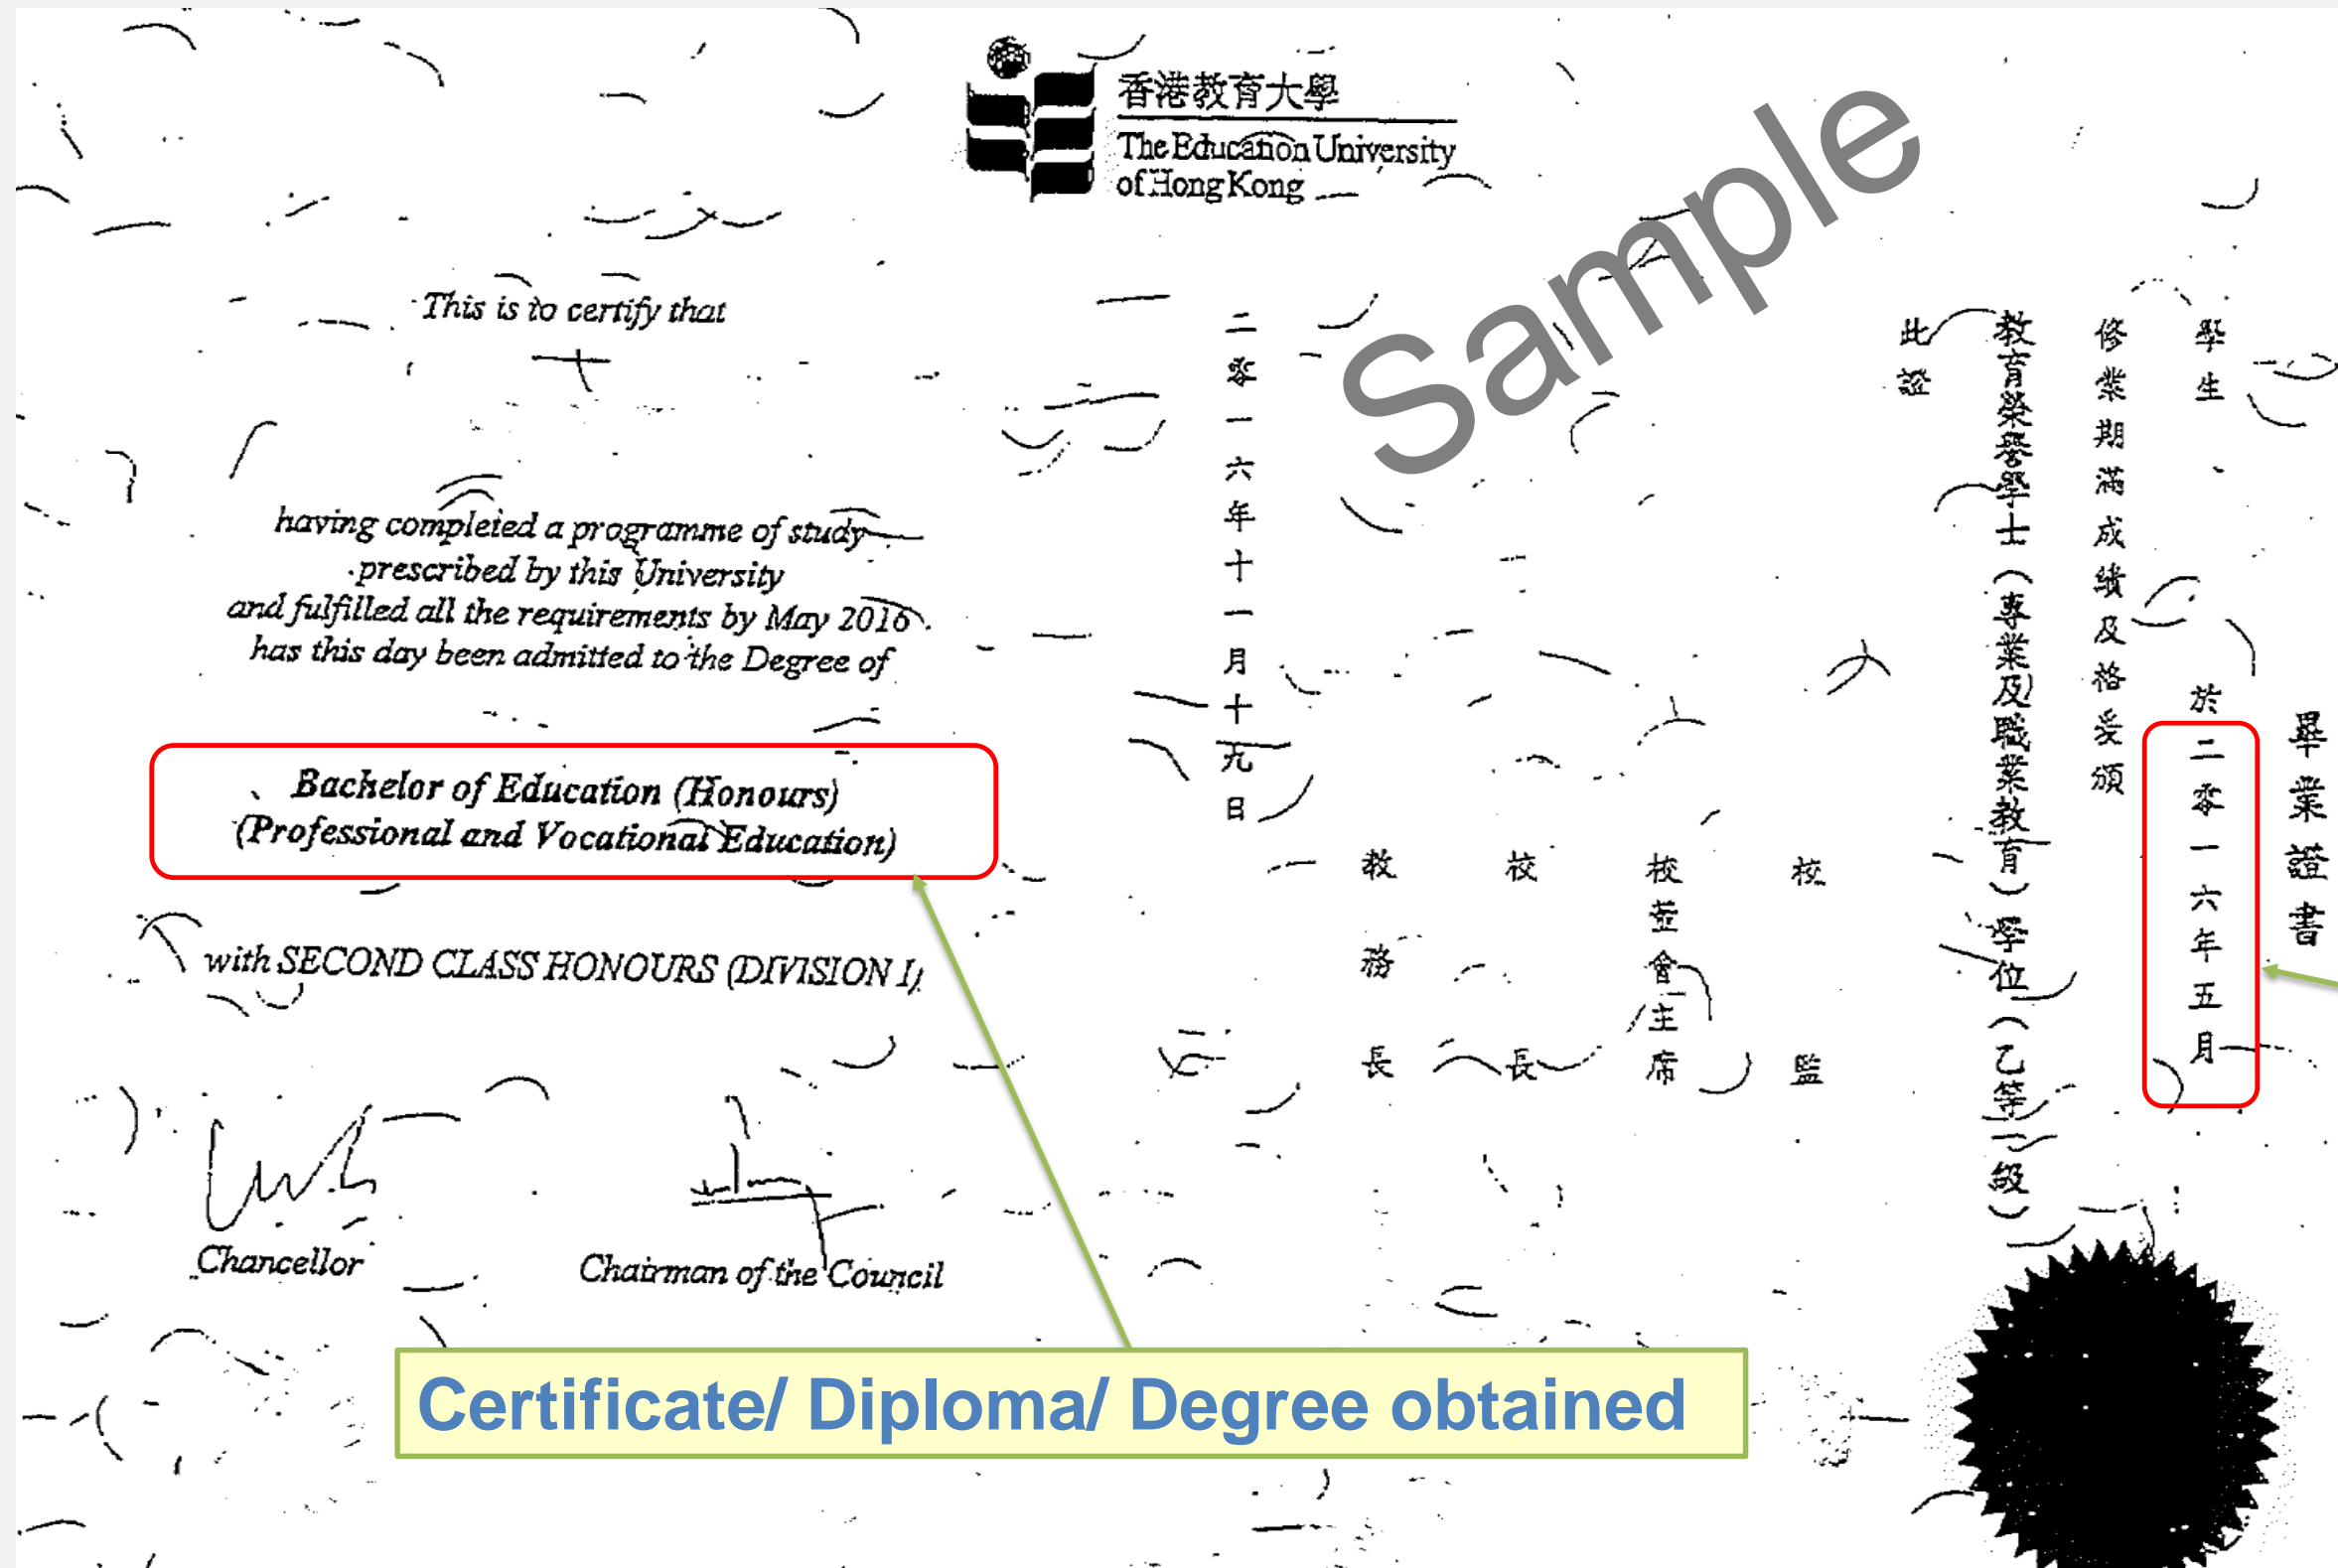 香港教育大學
The Education University
of Hong Kong
Sample
This is to certify that
having completed a programme of study
prescribed by this University
and fulfilled all the requirements by May 2016
has this day been admitted to the Degree of
Bachelor of Education (Honours)
(Professional and Vocational Education)
with SECOND CLASS HONOURS (DIVISION I)
Chancellor
Chairman of the Council
畢業證書
學生
於二零一六年五月
修業期滿成績及格受頒
教育榮譽學士（專業及職業教育）學位（乙等一級）
此證
校監
校董會主席
校長
教務長
二零一六年十一月十九日
Certificate/ Diploma/ Degree obtained